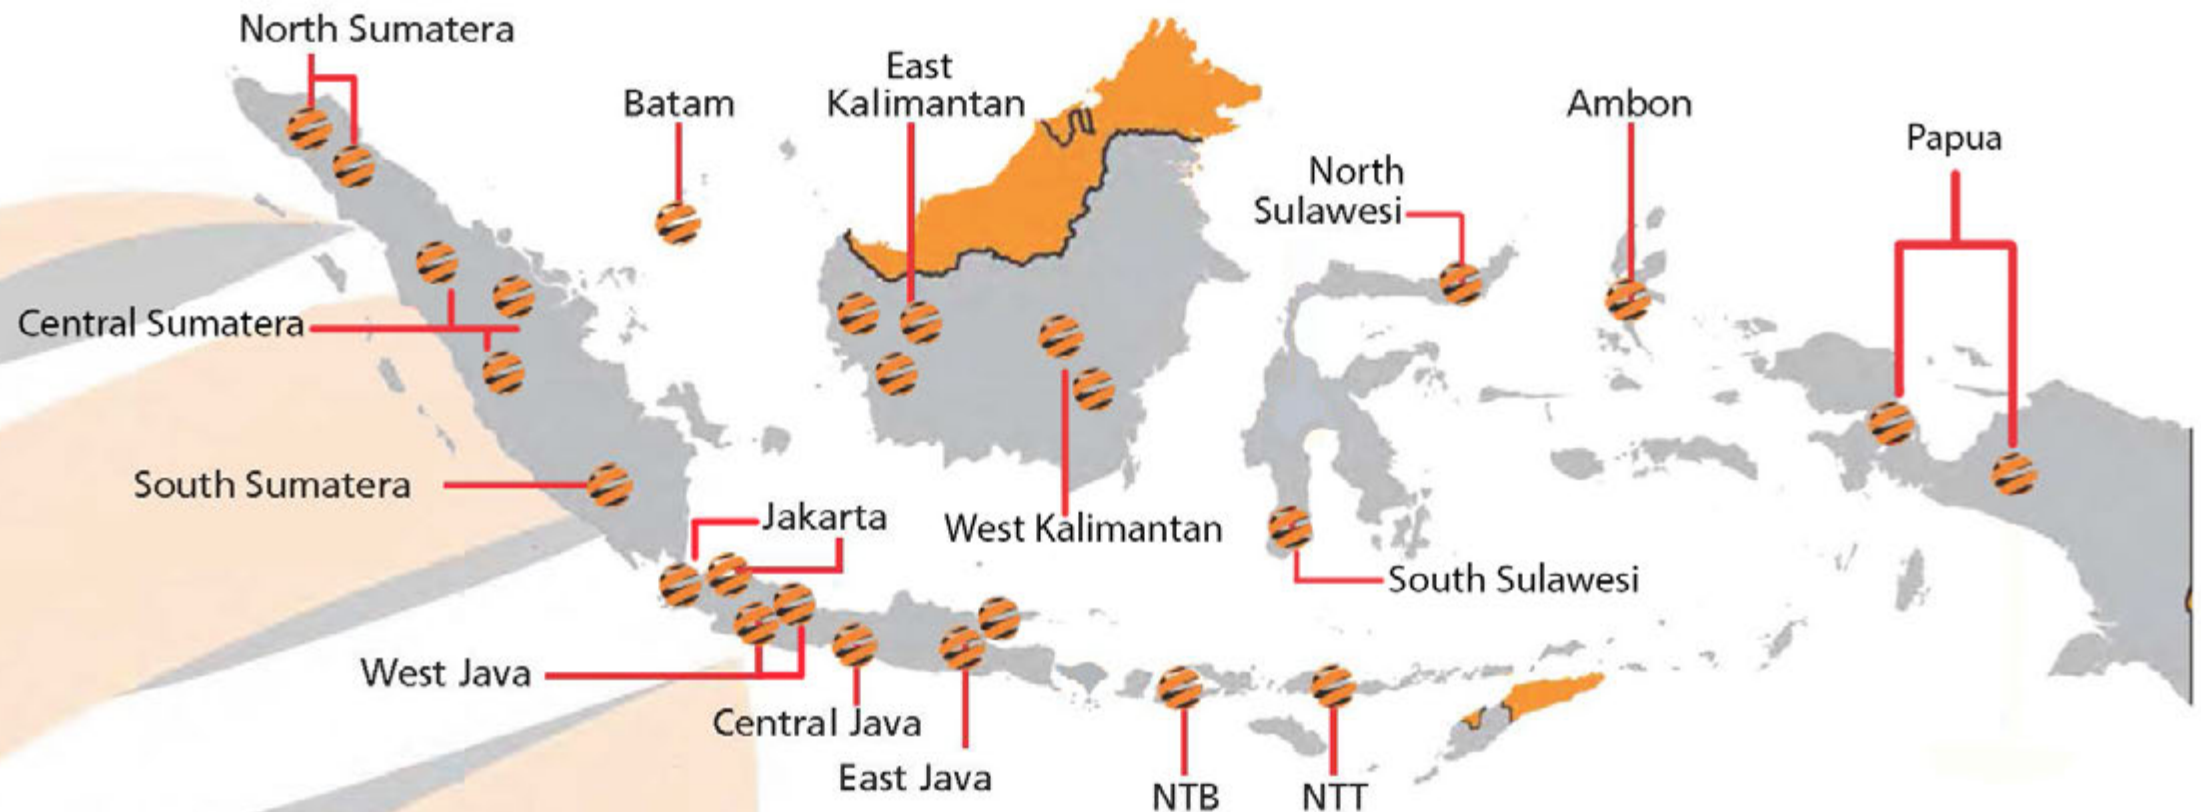 North Sumatera
Batam
East
Kalimantan
Ambon
Papua
North
Sulawesi
Central Sumatera
South Sumatera
Jakarta
West Kalimantan
South Sulawesi
West Java
Central Java
East Java
NTB
NTT